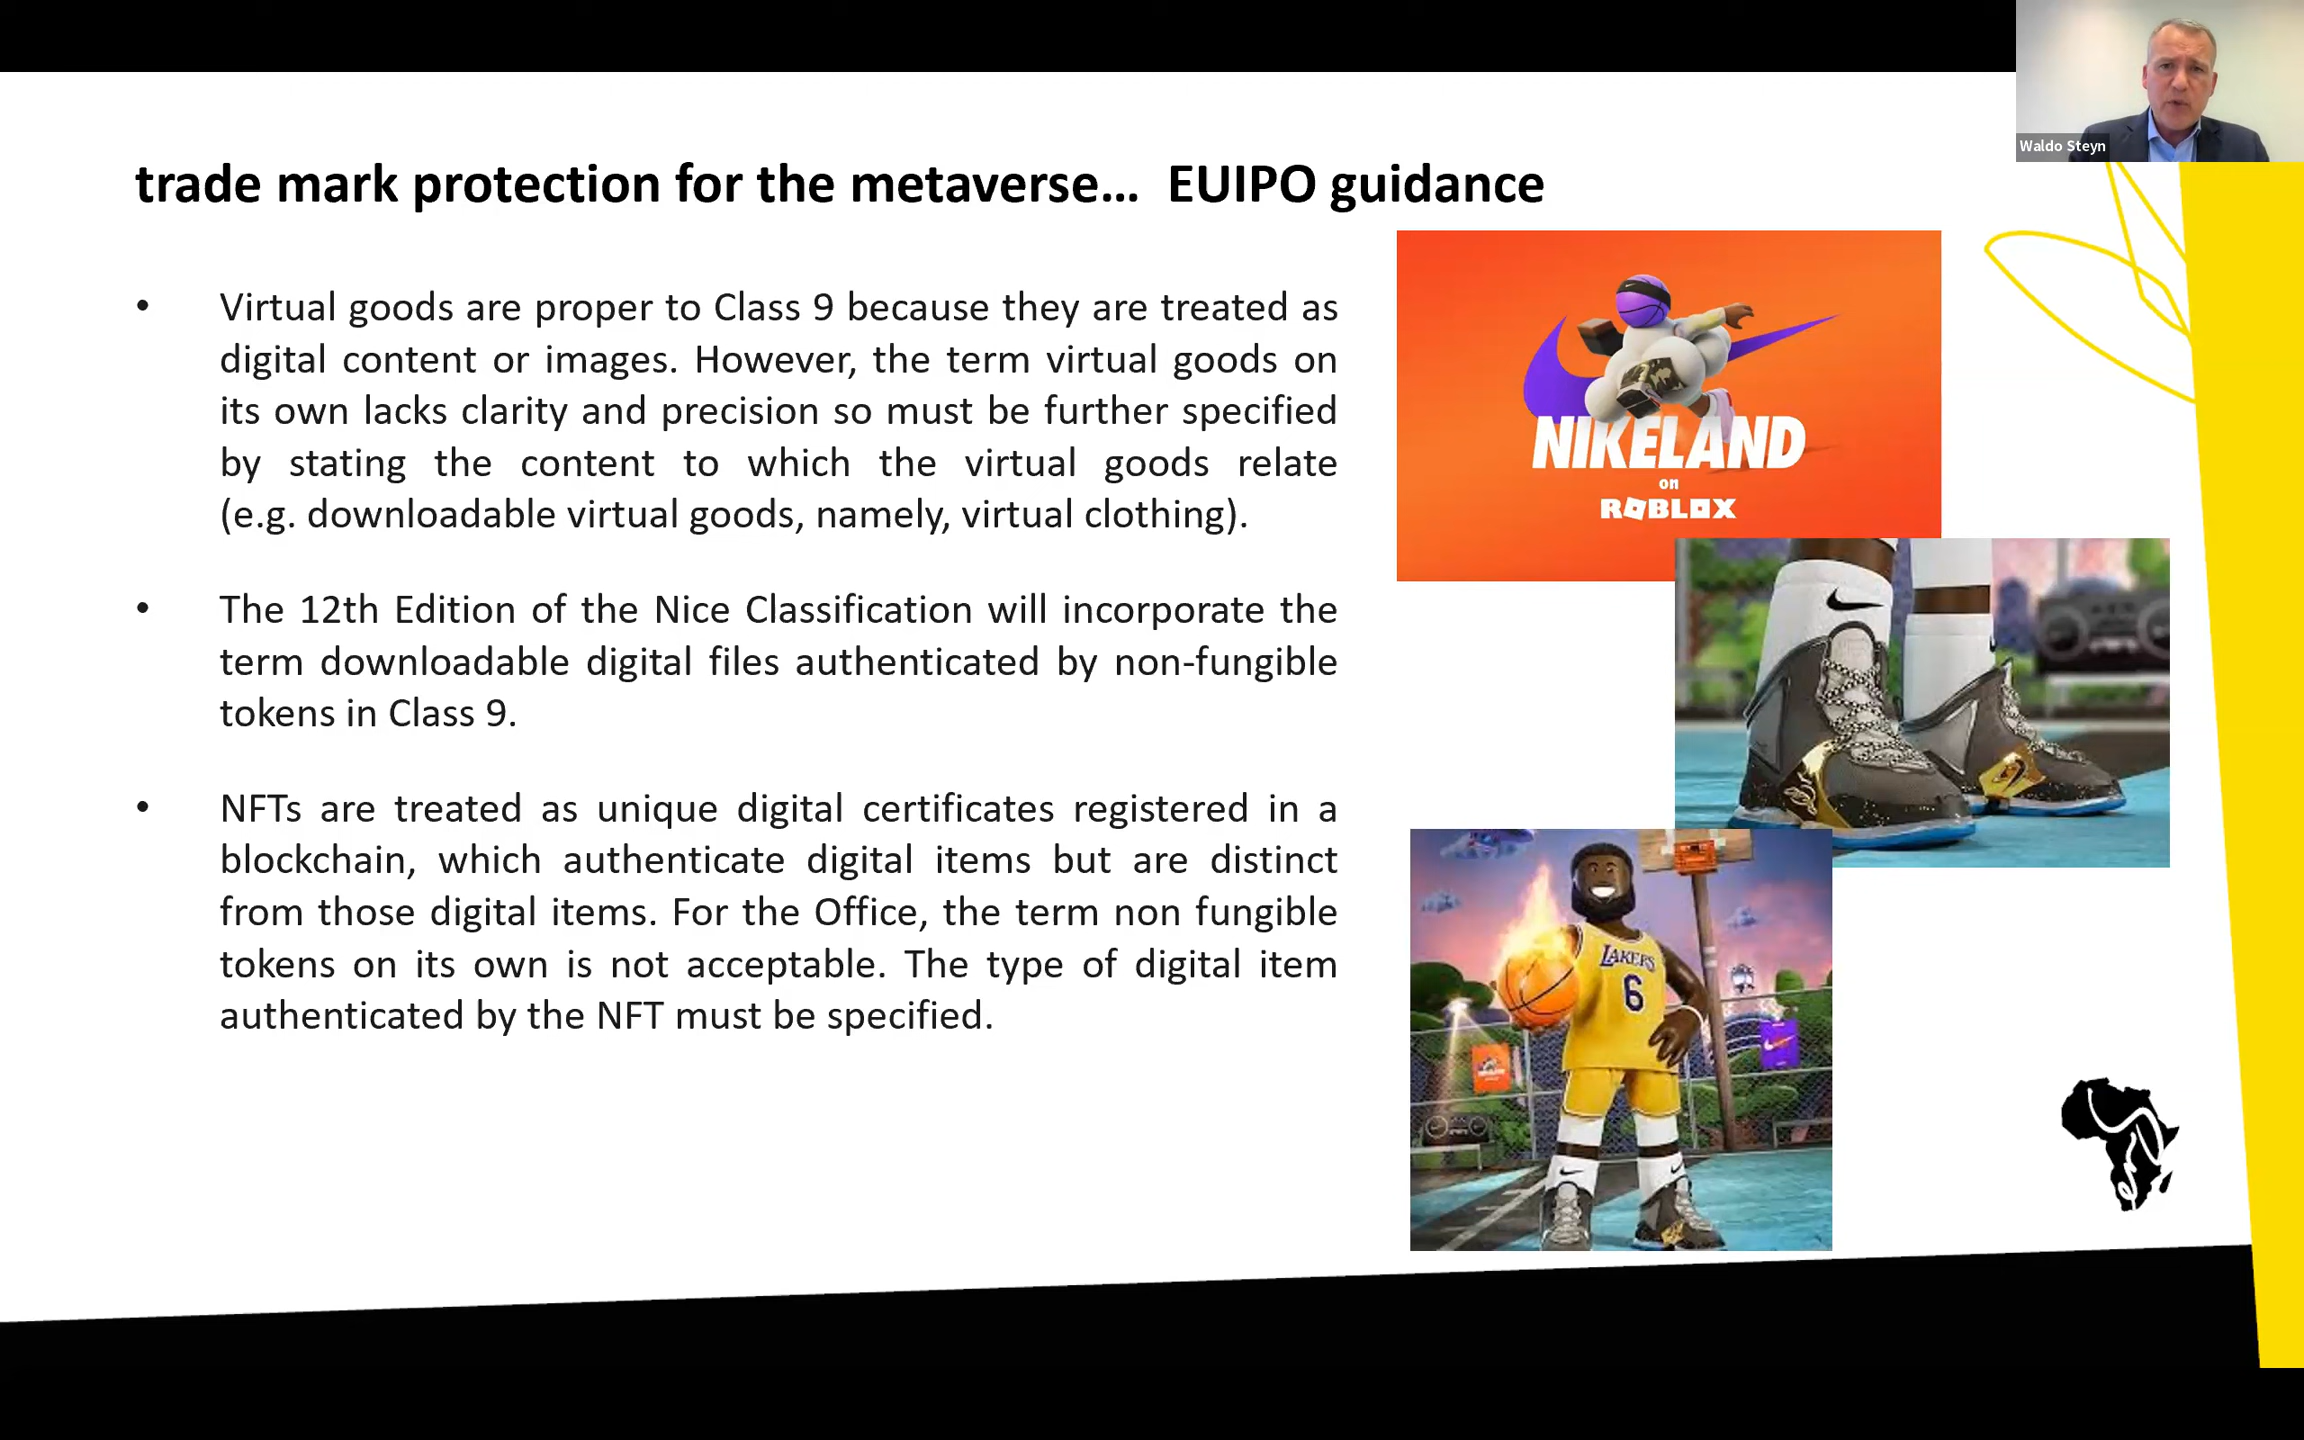 Waldo Steyn
trade mark protection for the metaverse... EUIPO guidance
• Virtual goods are proper to Class 9 because they are treated as
digital content or images. However, the term virtual goods on
its own lacks clarity and precision so must be further specified
by stating the content to which the virtual goods relate
(e.g. downloadable virtual goods, namely, virtual clothing).
• The 12th Edition of the Nice Classification will incorporate the
term downloadable digital files authenticated by non-fungible
tokens in Class 9.
• NFTs are treated as unique digital certificates registered in a
blockchain, which authenticate digital items but are distinct
from those digital items. For the Office, the term non fungible
tokens on its own is not acceptable. The type of digital item
authenticated by the NFT must be specified.
NIKELAND
on
ROBLOX
LAKERS
6